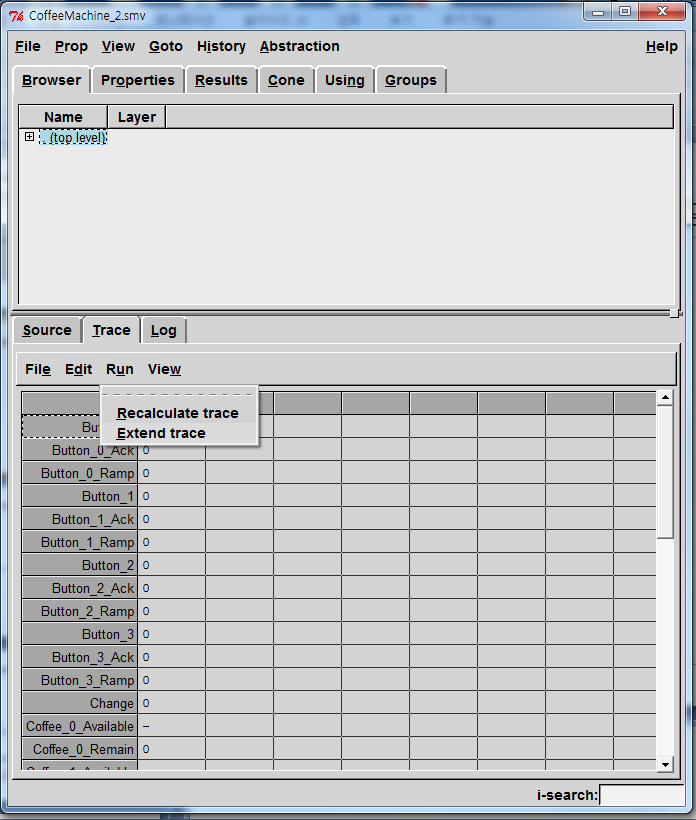 CoffeeMachine_2.smv
File Prop View Goto History Abstraction Help
Browser Properties Results Cone Using Groups
Name Layer
(top level)
Source Trace Log
File Edit Run View
Recalculate trace
Extend trace
Button_0_Ack 0
Button_0_Ramp 0
Button_1 0
Button_1_Ack 0
Button_1_Ramp 0
Button_2 0
Button_2_Ack 0
Button_2_Ramp 0
Button_3 0
Button_3_Ack 0
Button_3_Ramp 0
Change 0
Coffee_0_Available –
Coffee_0_Remain 0
i-search: